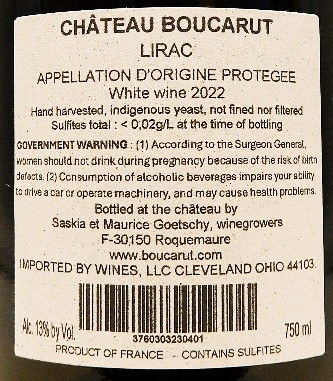 CHÂTEAU BOUCARUT
LIRAC
APPELLATION D'ORIGINE PROTEGEE
White wine 2022
Hand harvested, indigenous yeast, not fined nor filtered
Sulfites total : < 0,02g/L at the time of bottling
GOVERNMENT WARNING : (1) According to the Surgeon General,
women should not drink during pregnancy because of the risk of birth
defects. (2) Consumption of alcoholic beverages impairs your ability
to drive a car or operate machinery, and may cause health problems.
Bottled at the château by
Saskia et Maurice Goetschy, winegrowers
F-30150 Roquemaure
www.boucarut.com
IMPORTED BY WINES, LLC CLEVELAND OHIO 44103.
Alc. 13% by Vol.
3760303230401
750 ml
PRODUCT OF FRANCE - CONTAINS SULFITES